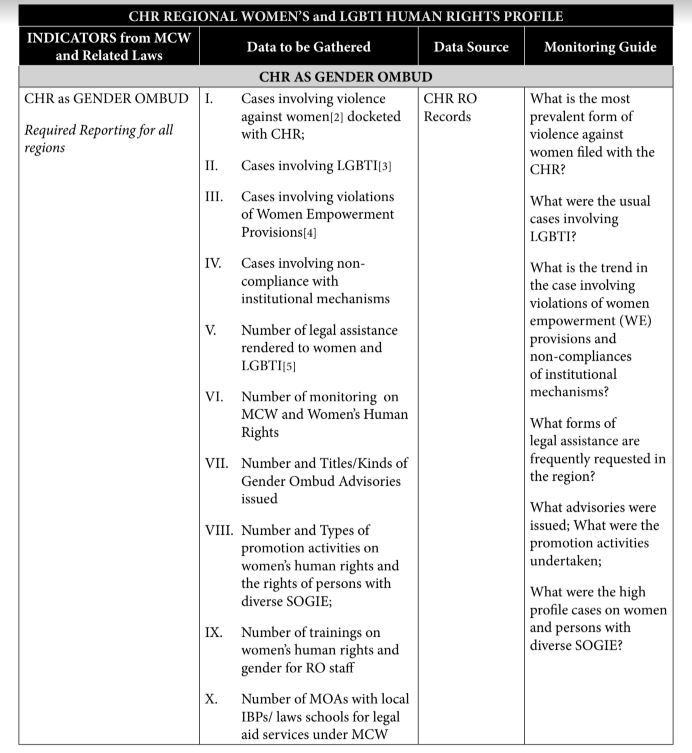 CHR REGIONAL WOMEN’S and LGBTI HUMAN RIGHTS PROFILE
INDICATORS from MCW
and Related Laws
Data to be Gathered
Data Source
Monitoring Guide
CHR AS GENDER OMBUD
CHR as GENDER OMBUD
Required Reporting for all
regions
I. Cases involving violence
against women[2] docketed
with CHR;
II. Cases involving LGBTI[3]
III. Cases involving violations
of Women Empowerment
Provisions[4]
IV. Cases involving non-
compliance with
institutional mechanisms
V. Number of legal assistance
rendered to women and
LGBTI[5]
VI. Number of monitoring on
MCW and Women’s Human
Rights
VII. Number and Titles/Kinds of
Gender Ombud Advisories
issued
VIII. Number and Types of
promotion activities on
women’s human rights and
the rights of persons with
diverse SOGIE;
IX. Number of trainings on
women’s human rights and
gender for RO staff
X. Number of MOAs with local
IBPs/ laws schools for legal
aid services under MCW
CHR RO
Records
What is the most
prevalent form of
violence against
women filed with the
CHR?
What were the usual
cases involving
LGBTI?
What is the trend in
the case involving
violations of women
empowerment (WE)
provisions and
non-compliances
of institutional
mechanisms?
What forms of
legal assistance are
frequently requested in
the region?
What advisories were
issued; What were the
promotion activities
undertaken;
What were the high
profile cases on women
and persons with
diverse SOGIE?